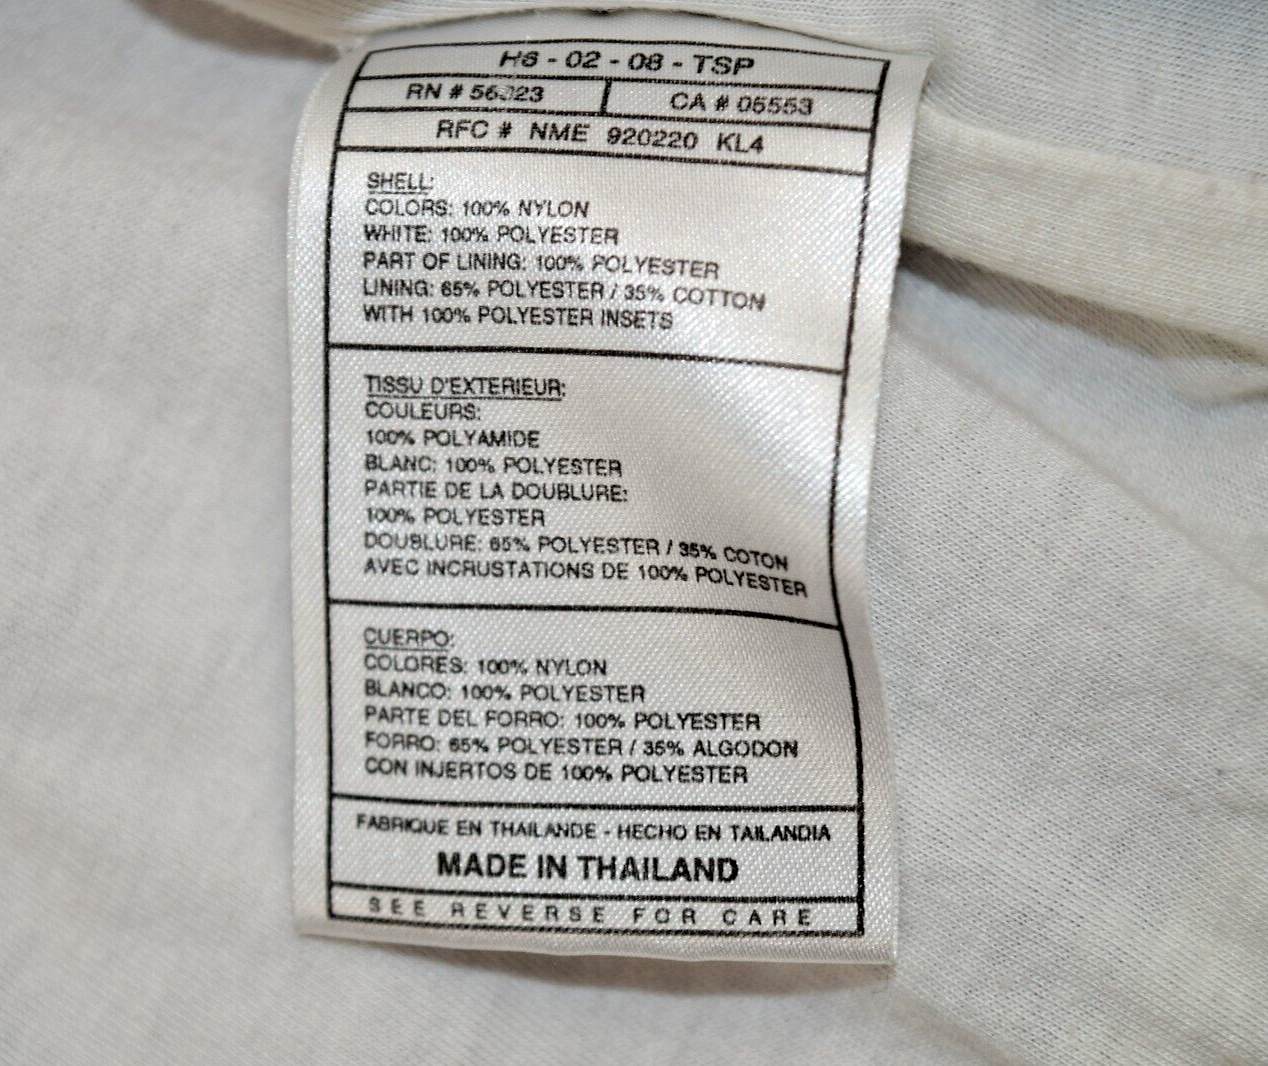 H8 - 02 - 08 - TSP
RN # 56323
CA # 05553
RFC # NME 920220 KL4
SHELL:
COLORS: 100% NYLON
WHITE: 100% POLYESTER
PART OF LINING: 100% POLYESTER
LINING: 65% POLYESTER / 35% COTTON
WITH 100% POLYESTER INSETS
TISSU D'EXTERIEUR:
COULEURS:
100% POLYAMIDE
BLANC: 100% POLYESTER
PARTIE DE LA DOUBLURE:
100% POLYESTER
DOUBLURE: 65% POLYESTER / 35% COTON
AVEC INCRUSTATIONS DE 100% POLYESTER
CUERPO:
COLORES: 100% NYLON
BLANCO: 100% POLYESTER
PARTE DEL FORRO: 100% POLYESTER
FORRO: 65% POLYESTER / 35% ALGODON
CON INJERTOS DE 100% POLYESTER
FABRIQUE EN THAILANDE - HECHO EN TAILANDIA
MADE IN THAILAND
SEE REVERSE FOR CARE